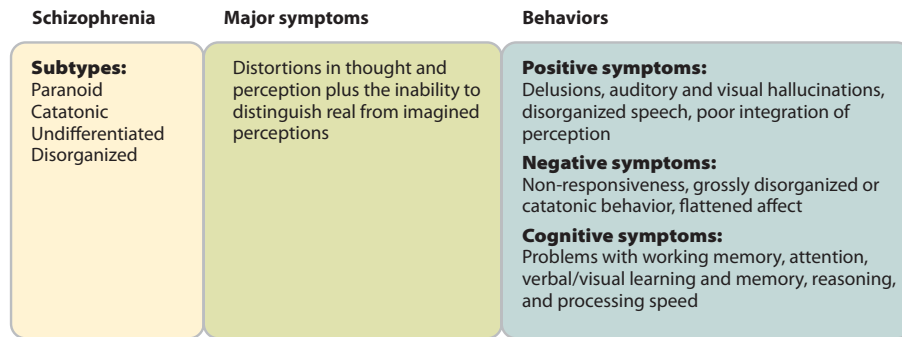 Schizophrenia
Major symptoms
Behaviors
Subtypes:
Paranoid
Catatonic
Undifferentiated
Disorganized
Distortions in thought and
perception plus the inability to
distinguish real from imagined
perceptions
Positive symptoms:
Delusions, auditory and visual hallucinations,
disorganized speech, poor integration of
perception
Negative symptoms:
Non-responsiveness, grossly disorganized or
catatonic behavior, flattened affect
Cognitive symptoms:
Problems with working memory, attention,
verbal/visual learning and memory, reasoning,
and processing speed